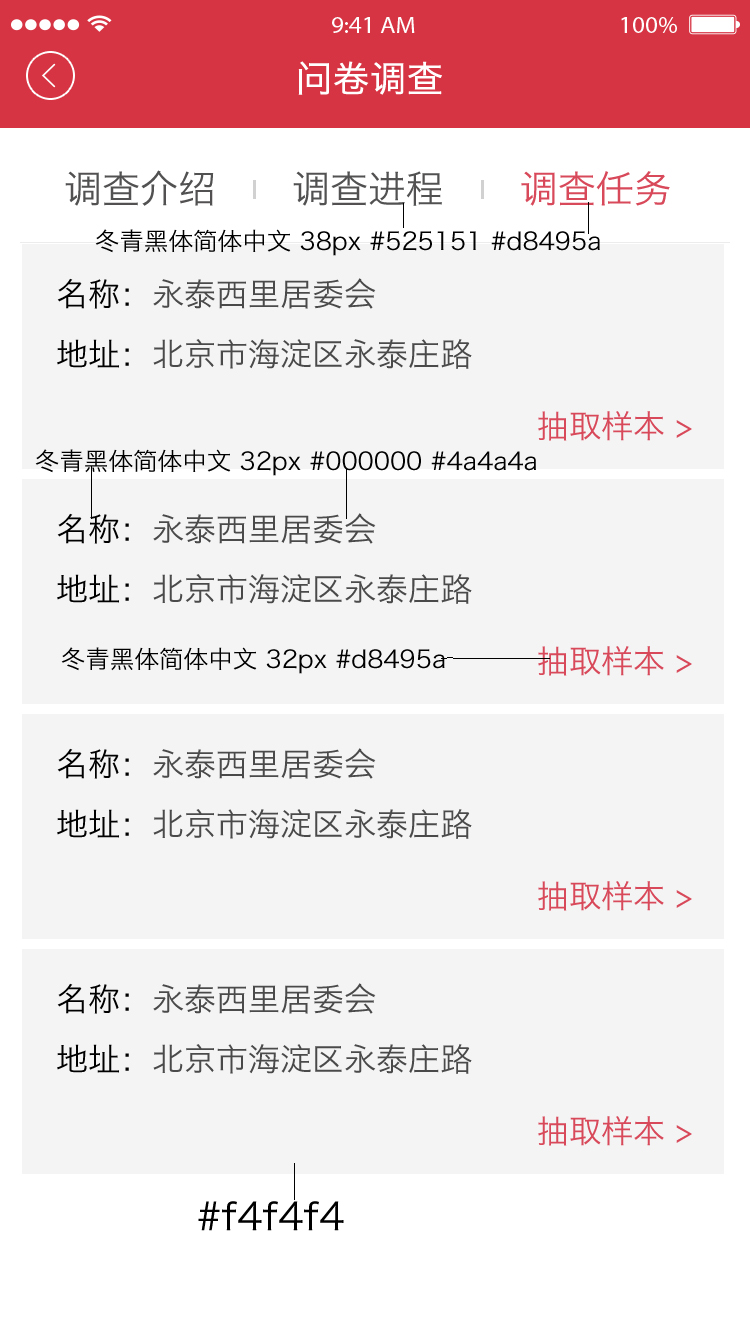 9:41 AM 100%
问卷调查
调查介绍 调查进程 调查任务
冬青黑体简体中文 38px #525151 #d8495a
名称：永泰西里居委会
地址：北京市海淀区永泰庄路
抽取样本 >
冬青黑体简体中文 32px #000000 #4a4a4a
名称：永泰西里居委会
地址：北京市海淀区永泰庄路
冬青黑体简体中文 32px #d8495a 抽取样本 >
名称：永泰西里居委会
地址：北京市海淀区永泰庄路
抽取样本 >
名称：永泰西里居委会
地址：北京市海淀区永泰庄路
抽取样本 >
#f4f4f4